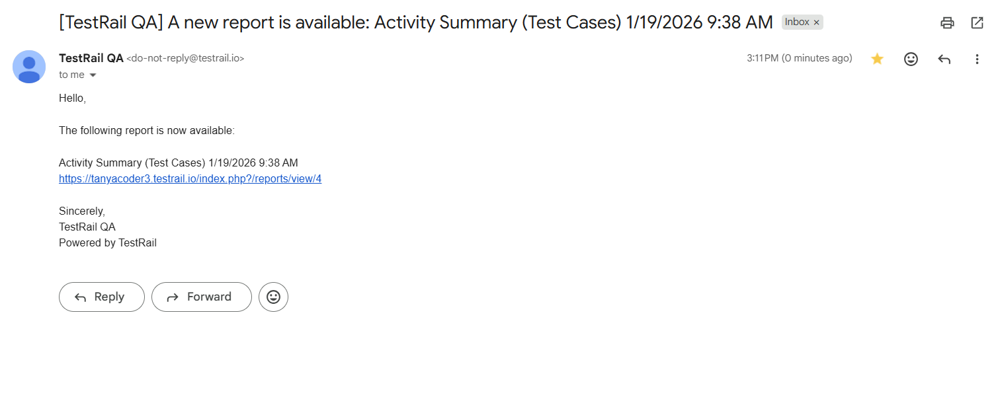 [TestRail QA] A new report is available: Activity Summary (Test Cases) 1/19/2026 9:38 AM Inbox ×
TestRail QA <do-not-reply@testrail.io> 3:11 PM (0 minutes ago)
to me
Hello,
The following report is now available:
Activity Summary (Test Cases) 1/19/2026 9:38 AM
https://tanyacoder3.testrail.io/index.php?/reports/view/4
Sincerely,
TestRail QA
Powered by TestRail
Reply Forward